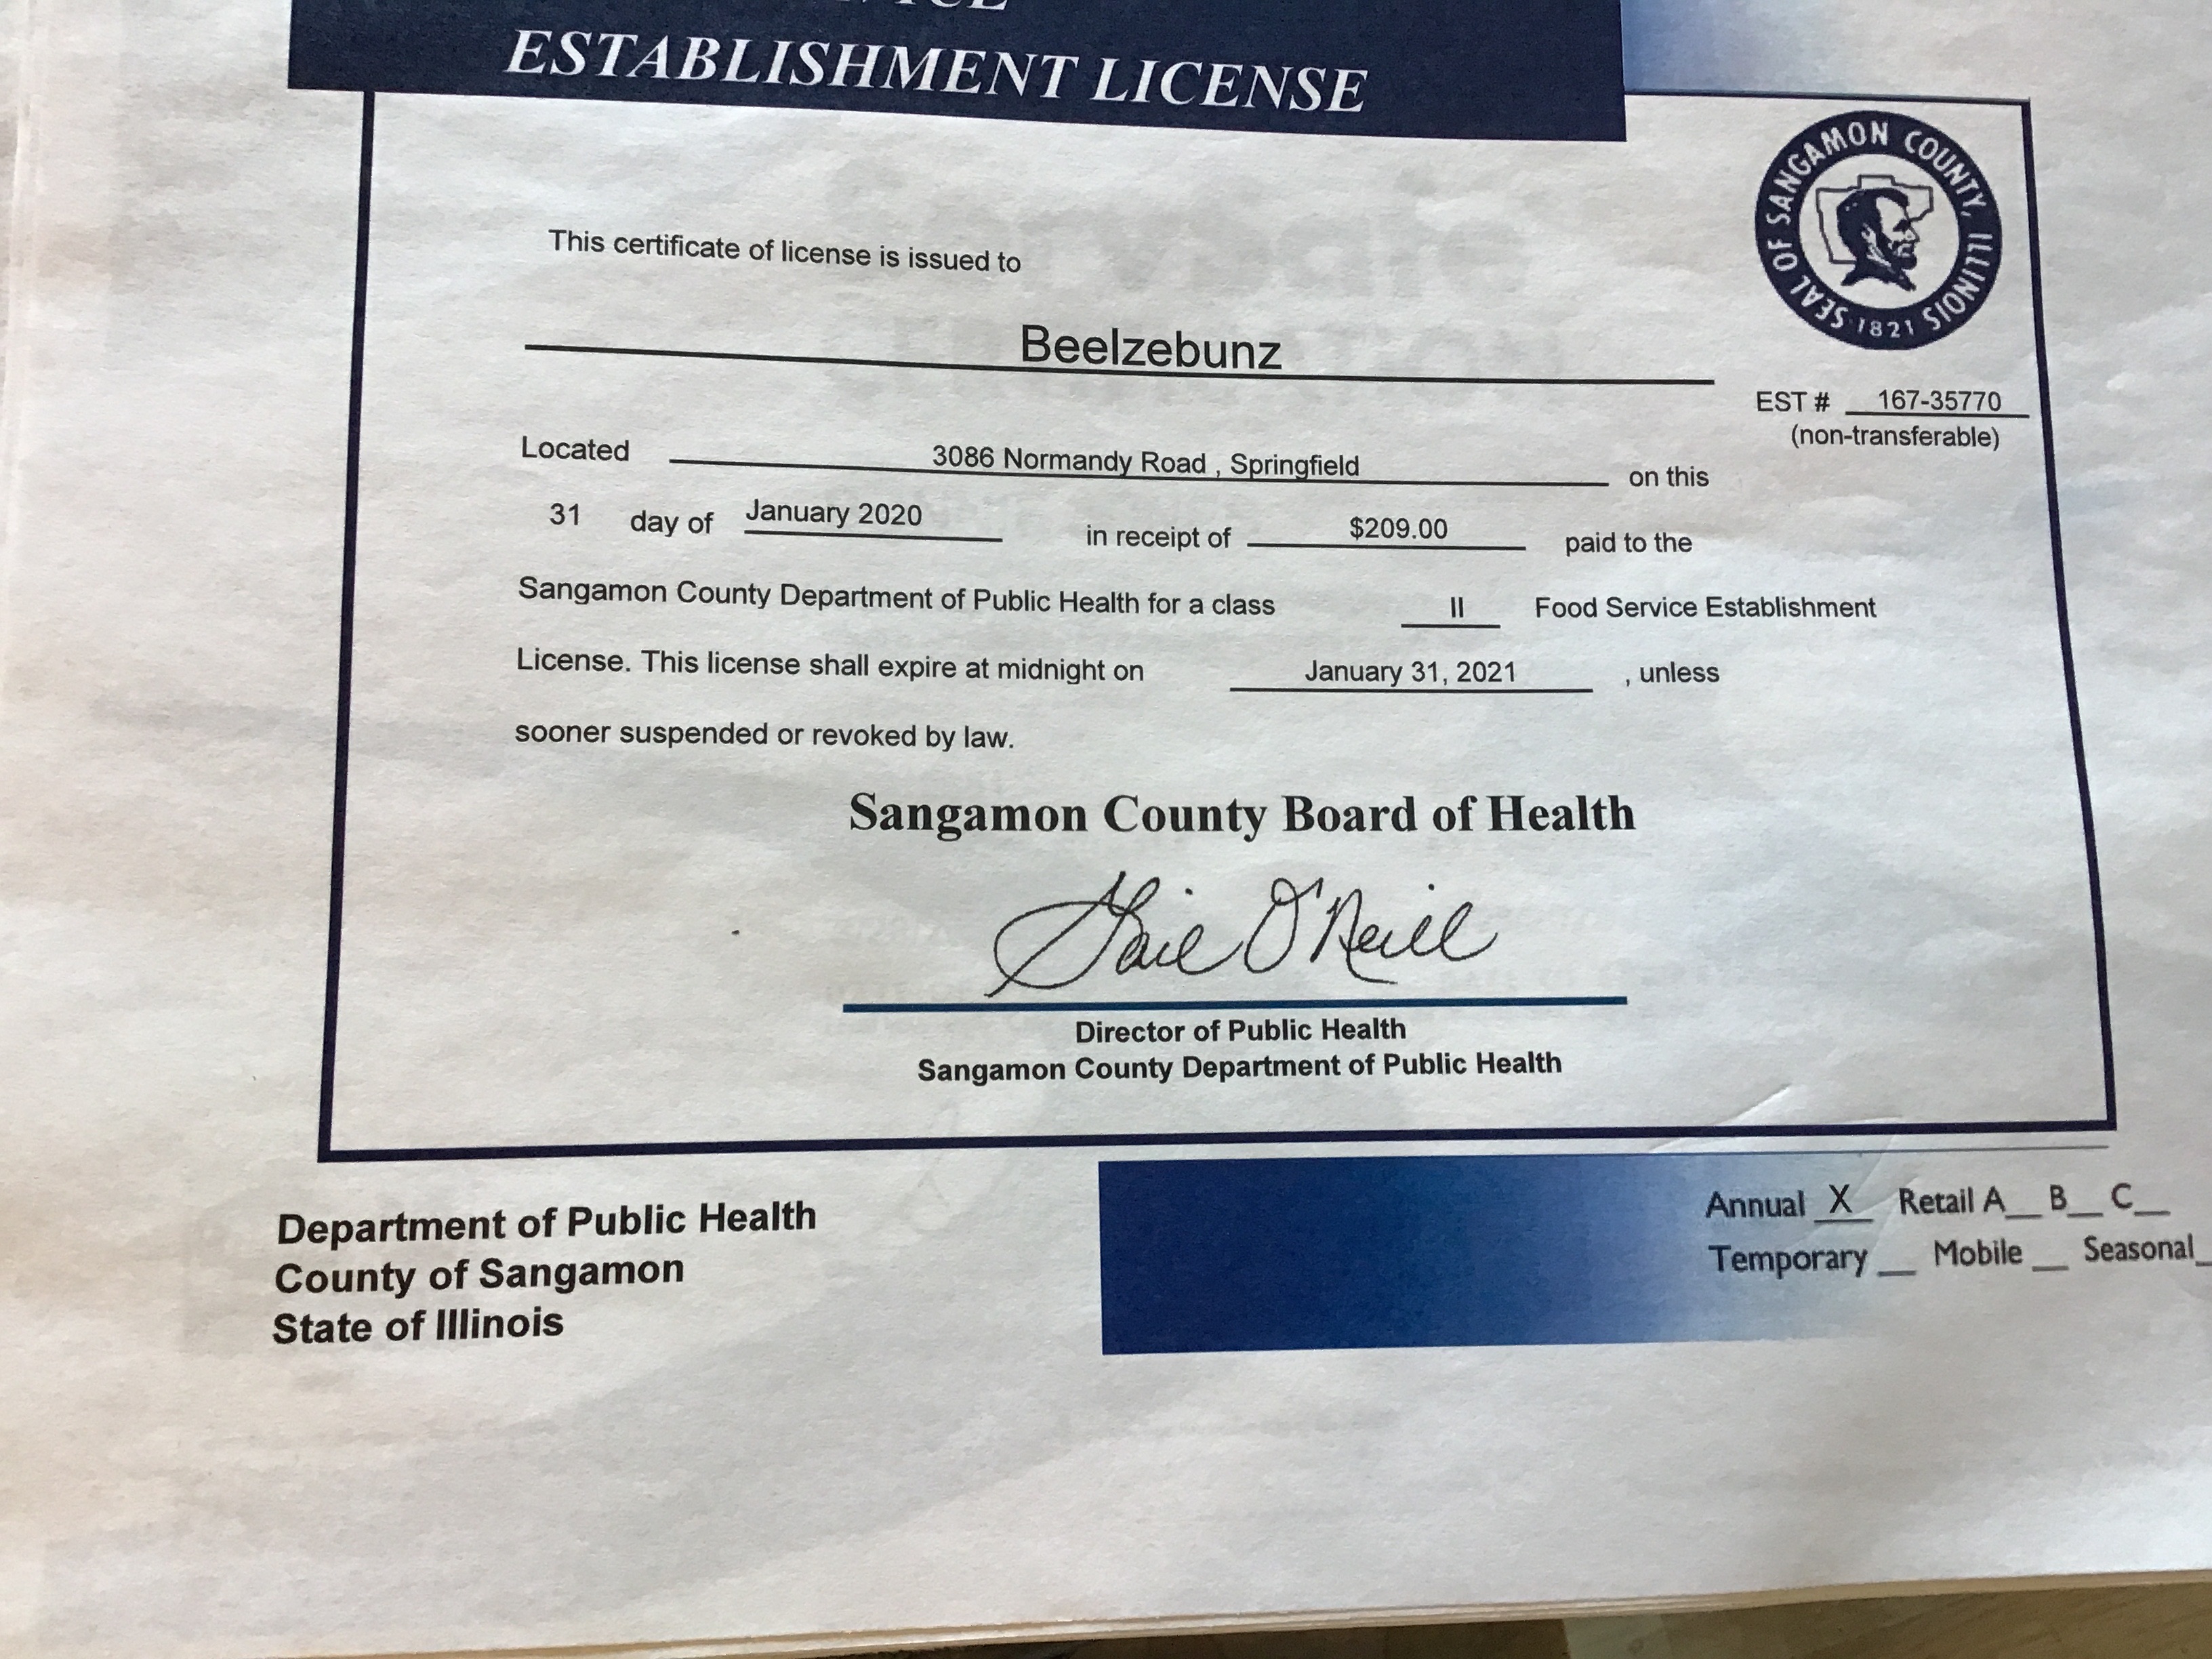 ESTABLISHMENT LICENSE
SEAL OF SANGAMON COUNTY, ILLINOIS
1821
This certificate of license is issued to
Beelzebunz
EST # 167-35770
(non-transferable)
Located 3086 Normandy Road , Springfield on this
31 day of January 2020 in receipt of $209.00 paid to the
Sangamon County Department of Public Health for a class II Food Service Establishment
License. This license shall expire at midnight on January 31, 2021 , unless
sooner suspended or revoked by law.
Sangamon County Board of Health
Gail O'Neill
Director of Public Health
Sangamon County Department of Public Health
Department of Public Health
County of Sangamon
State of Illinois
Annual X Retail A__ B__ C__
Temporary __ Mobile __ Seasonal_